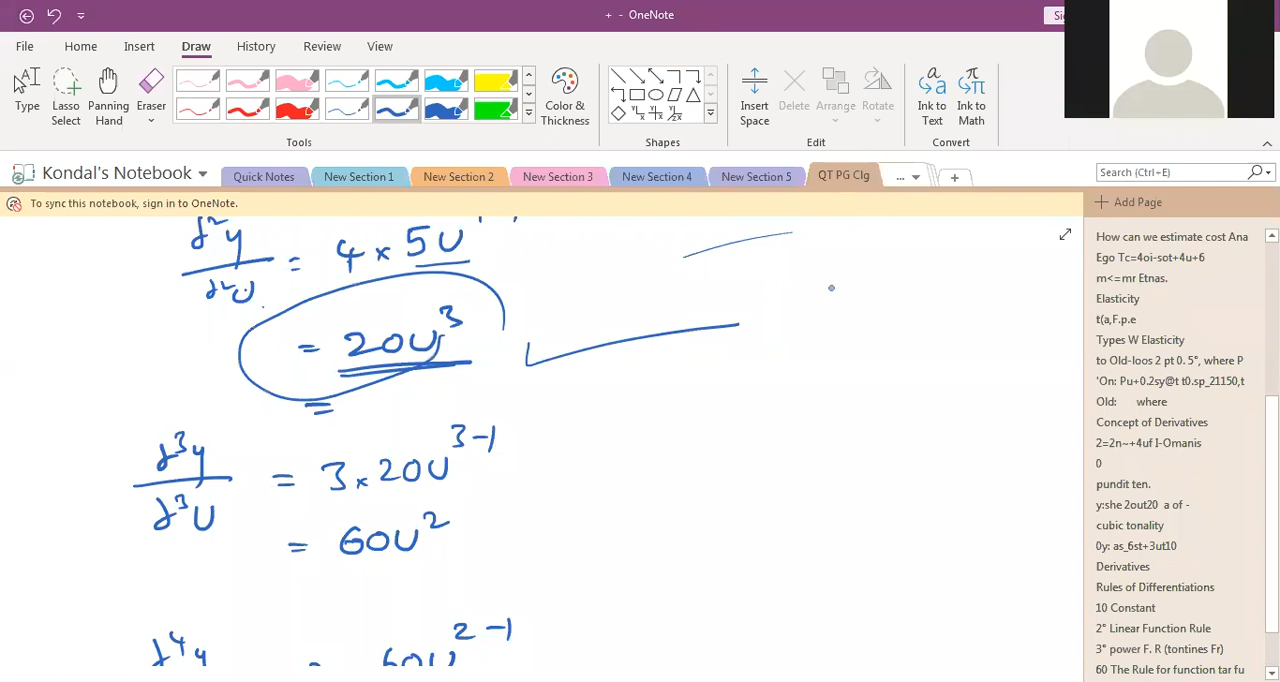 + - OneNote
File Home Insert Draw History Review View
Type Lasso Select Panning Hand Eraser Color & Thickness Insert Space Delete Arrange Rotate Ink to Text Ink to Math
Tools Shapes Edit Convert
Kondal's Notebook Quick Notes New Section 1 New Section 2 New Section 3 New Section 4 New Section 5 QT PG Clg ... Search (Ctrl+E)
To sync this notebook, sign in to OneNote.
Add Page
d²y/d²U = 4 × 5U
= 20U³
d³y/d³U = 3 × 20U³⁻¹
= 60U²
d⁴y = 60U²⁻¹
How can we estimate cost Ana
Ego Tc=4oi-sot+4u+6
m<=mr Etnas.
Elasticity
t(a,F.p.e
Types W Elasticity
to Old-loos 2 pt 0. 5°, where P
'On: Pu+0.2sy@t t0.sp_21150,t
Old: where
Concept of Derivatives
2=2n~+4uf I-Omanis
0
pundit ten.
y:she 2out20 a of -
cubic tonality
0y: as_6st+3ut10
Derivatives
Rules of Differentiations
10 Constant
2° Linear Function Rule
3° power F. R (tontines Fr)
60 The Rule for function tar fu